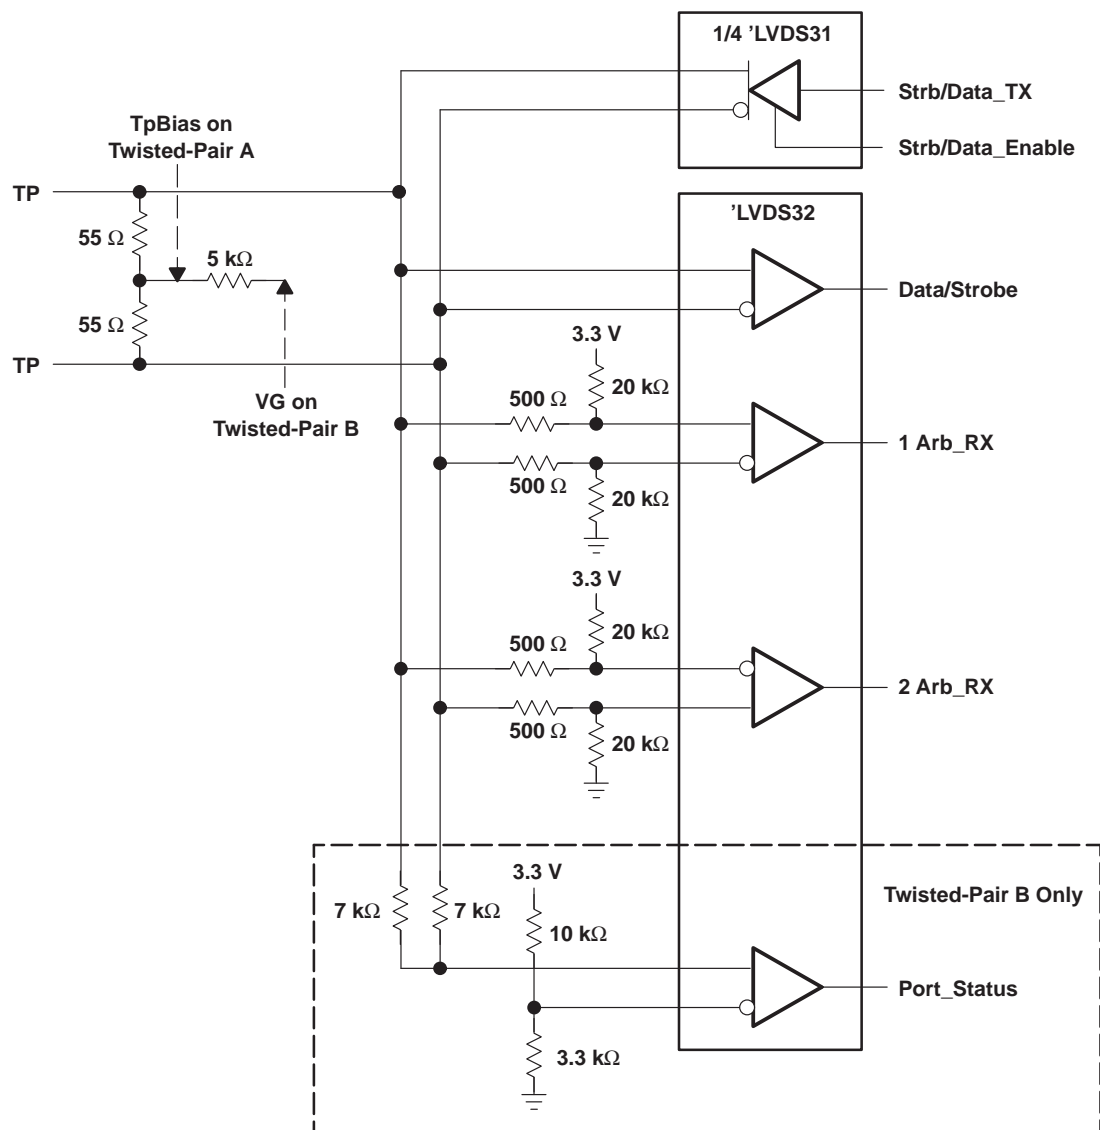 1/4 ’LVDS31
Strb/Data_TX
TpBias on
Twisted-Pair A
Strb/Data_Enable
TP
’LVDS32
55 Ω
5 kΩ
Data/Strobe
55 Ω
3.3 V
TP
20 kΩ
500 Ω
VG on
Twisted-Pair B
1 Arb_RX
500 Ω
20 kΩ
3.3 V
20 kΩ
500 Ω
2 Arb_RX
500 Ω
20 kΩ
3.3 V
Twisted-Pair B Only
7 kΩ
7 kΩ
10 kΩ
Port_Status
3.3 kΩ